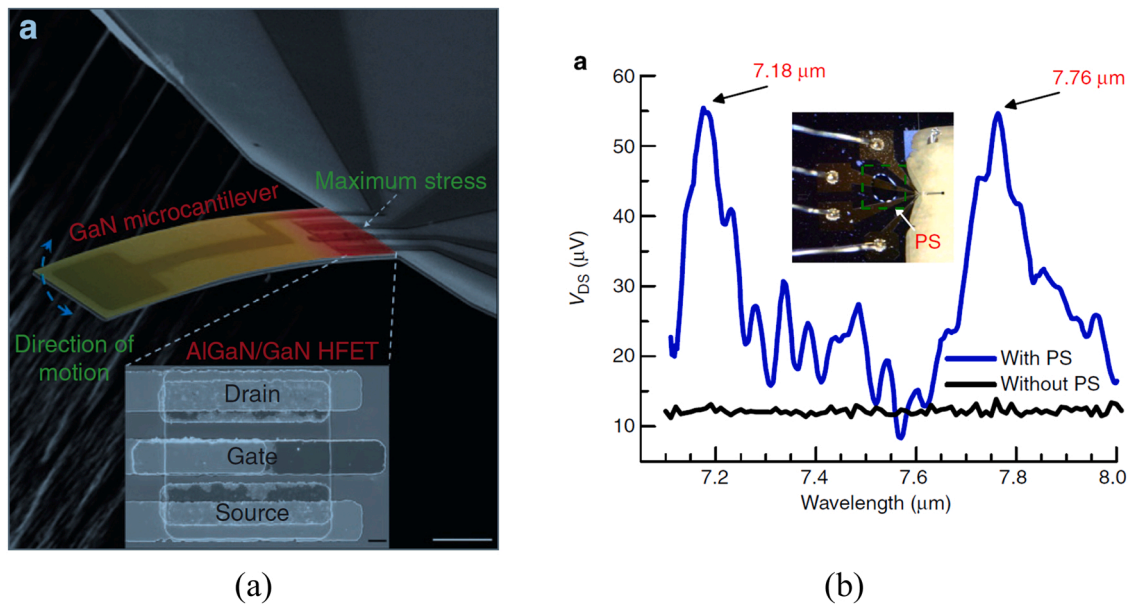 a
GaN microcantilever
Maximum stress
Direction of
motion
AlGaN/GaN HFET
Drain
Gate
Source
(a)
a
7.18 μm
7.76 μm
60
50
40
30
20
10
V_DS (μV)
PS
With PS
Without PS
7.2
7.4
7.6
7.8
8.0
Wavelength (μm)
(b)